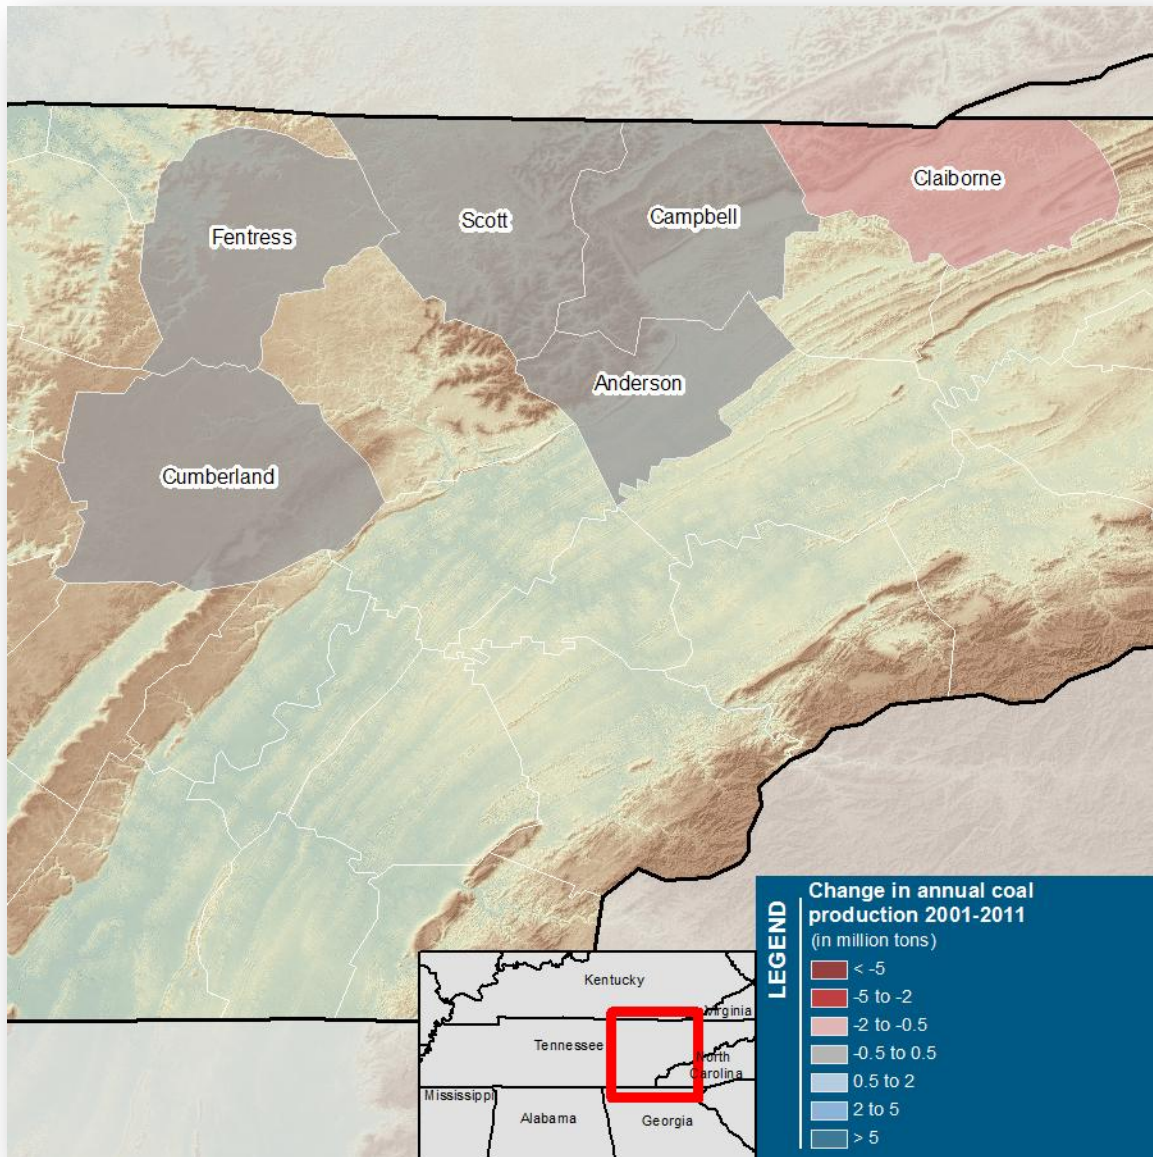 Claiborne
Scott
Campbell
Fentress
Anderson
Cumberland
LEGEND
Change in annual coal
production 2001-2011
(in million tons)
< -5
-5 to -2
-2 to -0.5
-0.5 to 0.5
0.5 to 2
2 to 5
> 5
Kentucky
Virginia
Tennessee
North
Carolina
Mississippi
Alabama
Georgia